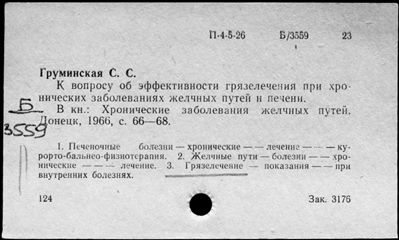 П-4-5-26 Б/3559 23
Груминская С. С.
К вопросу об эффективности грязелечения при хро-
нических заболеваниях желчных путей и печени.
Б В кн.: Хронические заболевания желчных путей.
3559 Донецк, 1966, с. 66—68.
1. Печеночные болезни — хронические — — лечение — — — ку-
рорто-бальнео-физиотерапия. 2. Желчные пути — болезни — — хро-
нические — — — лечение. 3. Грязелечение — показания — — при
внутренних болезнях.
124 Зак. 3176